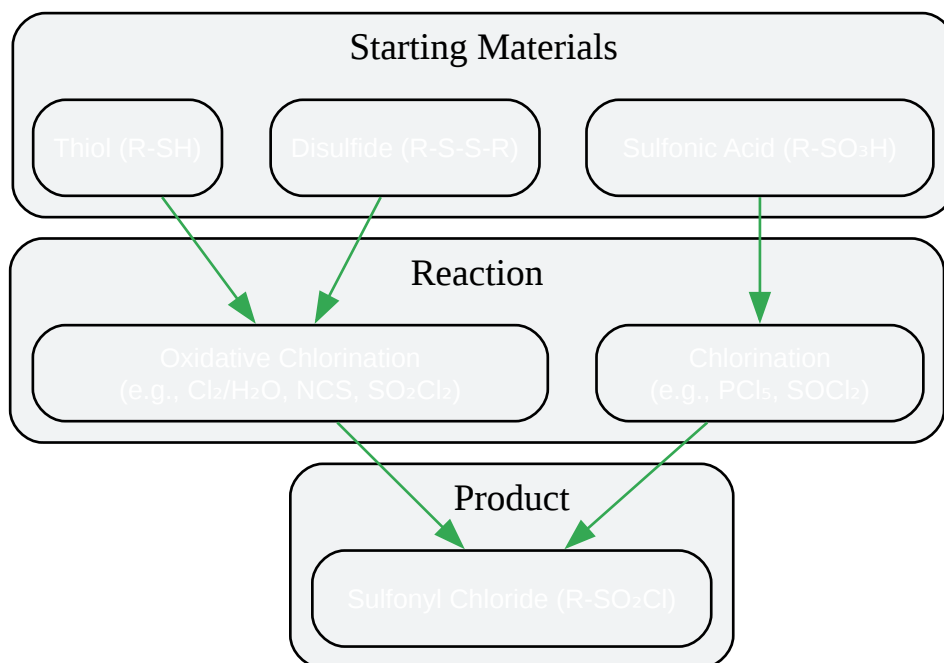 Starting Materials
Thiol (R-SH)
Disulfide (R-S-S-R)
Sulfonic Acid (R-SO₃H)
Reaction
Oxidative Chlorination
(e.g., Cl₂/H₂O, NCS, SO₂Cl₂)
Chlorination
(e.g., PCl₅, SOCl₂)
Product
Sulfonyl Chloride (R-SO₂Cl)